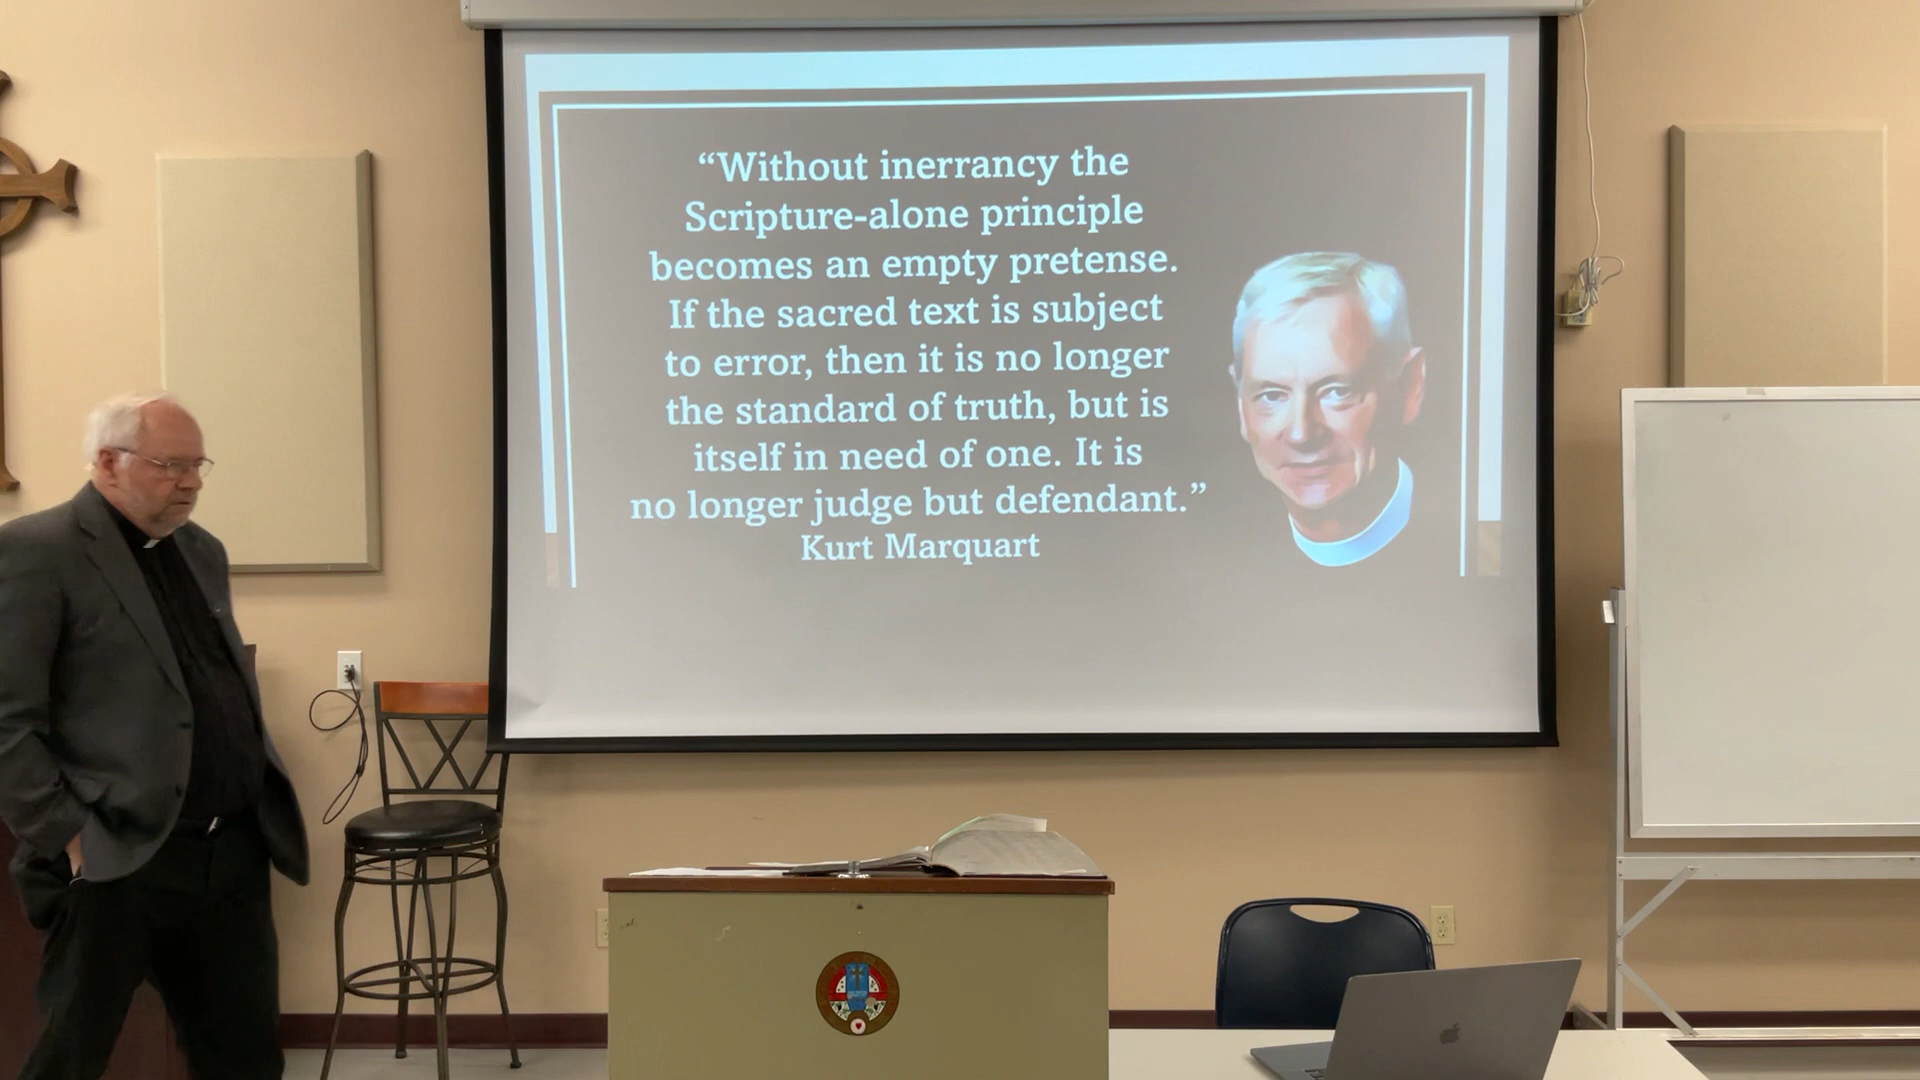 “Without inerrancy the
Scripture-alone principle
becomes an empty pretense.
If the sacred text is subject
to error, then it is no longer
the standard of truth, but is
itself in need of one. It is
no longer judge but defendant.”
Kurt Marquart